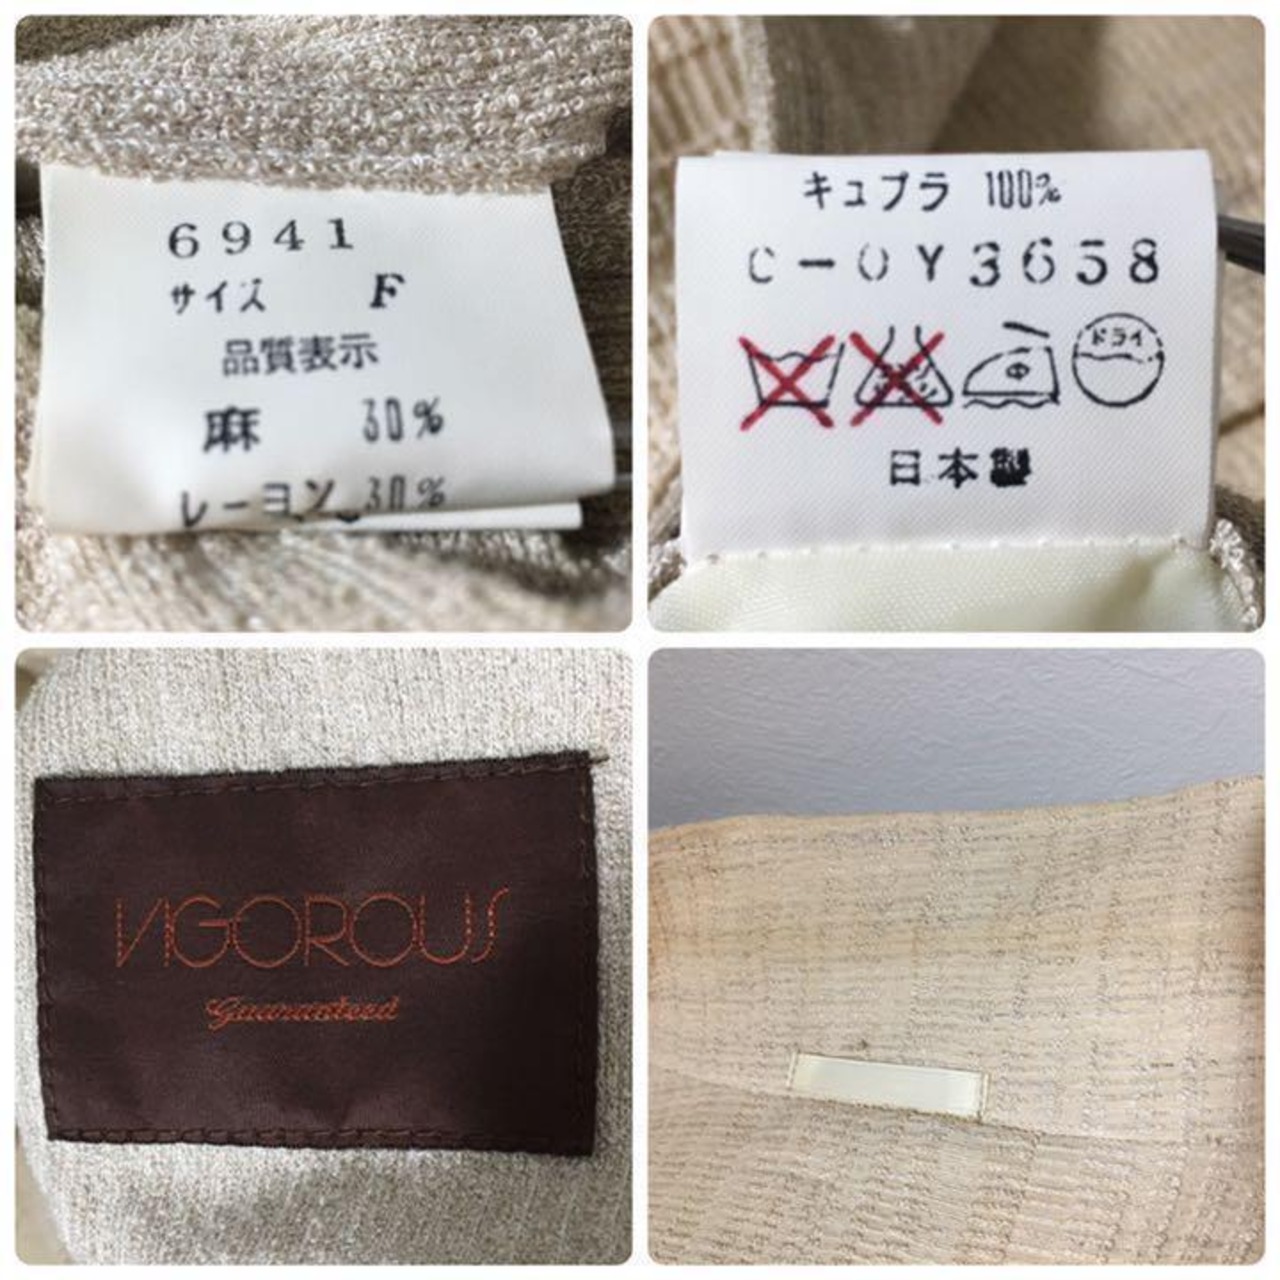 6941
サイズ F
品質表示
麻 30%
レーヨン 30%
キュプラ 100%
C-0Y3658
ドライ
日本製
VIGOROUS
Guaranteed